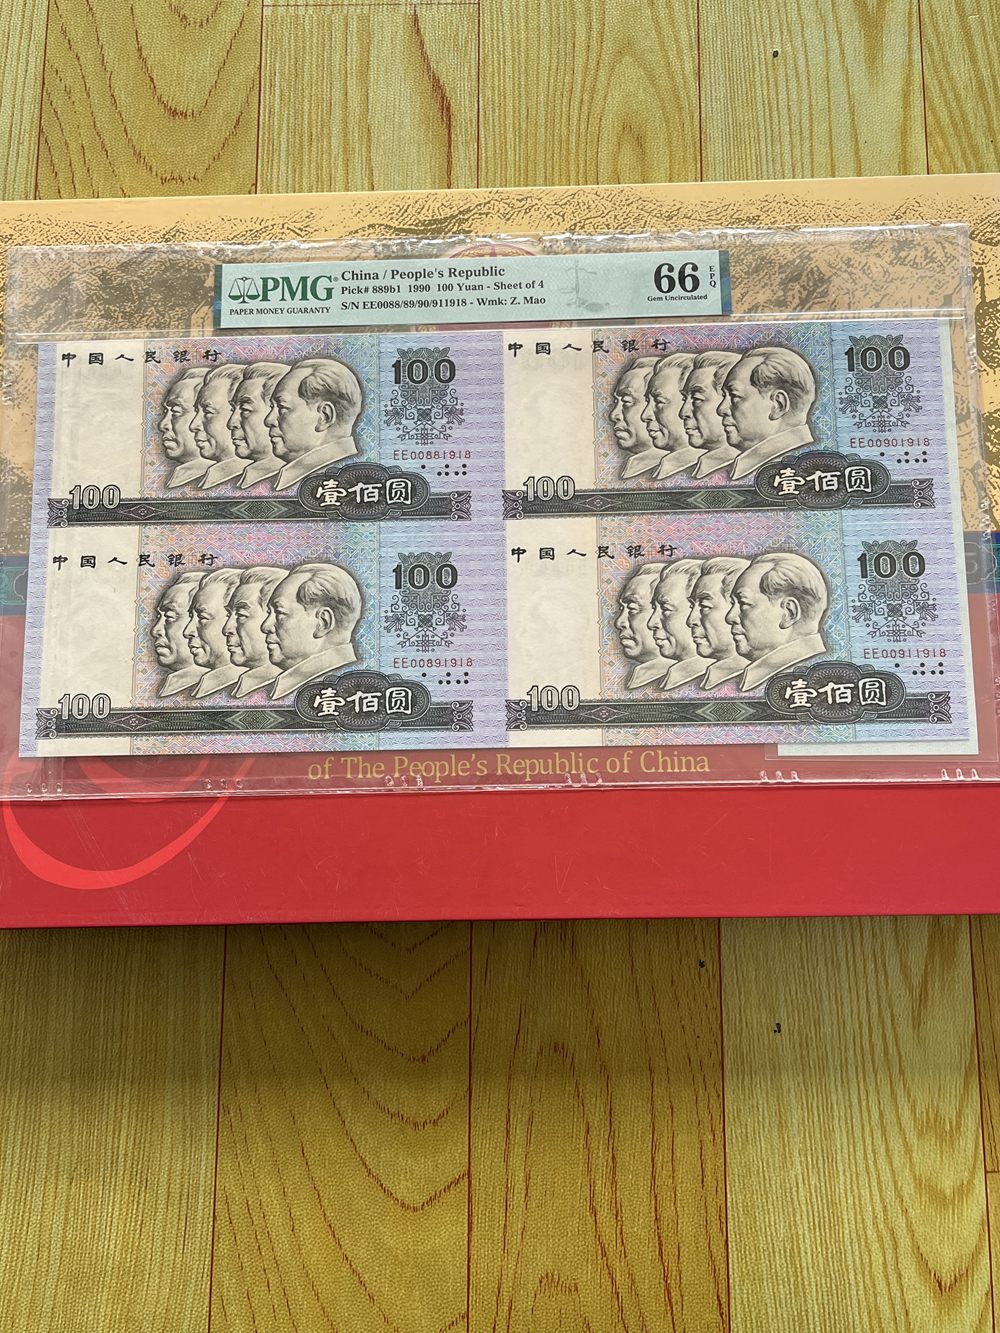 PMG
PAPER MONEY GUARANTY
China / People's Republic
Pick# 889b1 1990 100 Yuan - Sheet of 4
S/N EE0088/89/90/911918 - Wmk: Z. Mao
66 EPQ
Gem Uncirculated
中国人民银行
100
EE00881918
100
壹佰圆
中国人民银行
100
EE00901918
100
壹佰圆
中国人民银行
100
EE00891918
100
壹佰圆
中国人民银行
100
EE00911918
100
壹佰圆
of The People's Republic of China